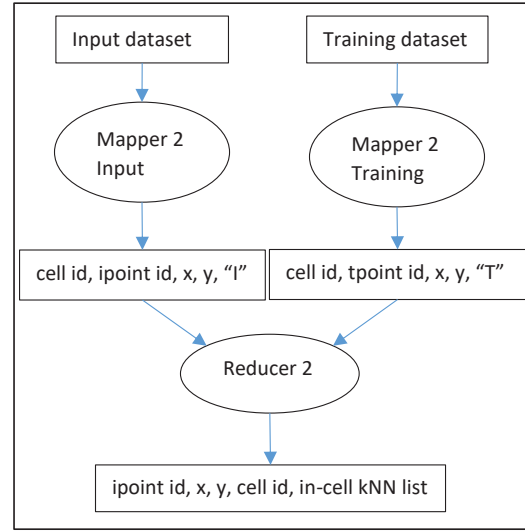 Input dataset
Training dataset
Mapper 2
Input
Mapper 2
Training
cell id, ipoint id, x, y, “I”
cell id, tpoint id, x, y, “T”
Reducer 2
ipoint id, x, y, cell id, in-cell kNN list